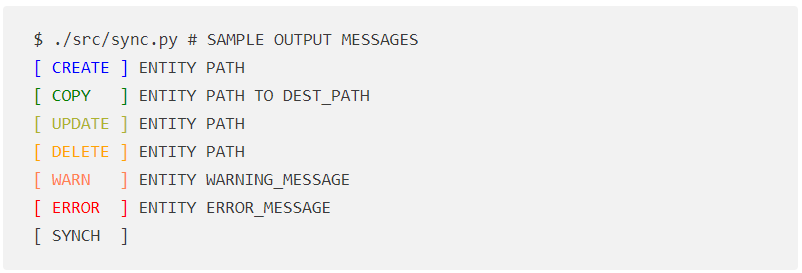 $ ./src/sync.py # SAMPLE OUTPUT MESSAGES
[ CREATE ] ENTITY PATH
[ COPY   ] ENTITY PATH TO DEST_PATH
[ UPDATE ] ENTITY PATH
[ DELETE ] ENTITY PATH
[ WARN   ] ENTITY WARNING_MESSAGE
[ ERROR  ] ENTITY ERROR_MESSAGE
[ SYNCH  ]